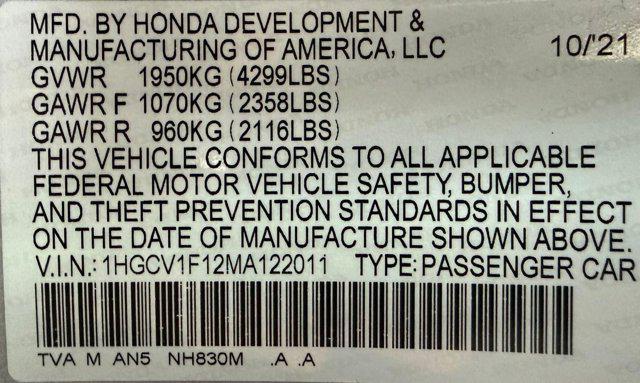 MFD. BY HONDA DEVELOPMENT &
MANUFACTURING OF AMERICA, LLC 10/'21
GVWR 1950KG (4299LBS)
GAWR F 1070KG (2358LBS)
GAWR R 960KG (2116LBS)
THIS VEHICLE CONFORMS TO ALL APPLICABLE
FEDERAL MOTOR VEHICLE SAFETY, BUMPER,
AND THEFT PREVENTION STANDARDS IN EFFECT
ON THE DATE OF MANUFACTURE SHOWN ABOVE.
V.I.N.: 1HGCV1F12MA122011 TYPE: PASSENGER CAR
TVA M AN5 NH830M .A .A